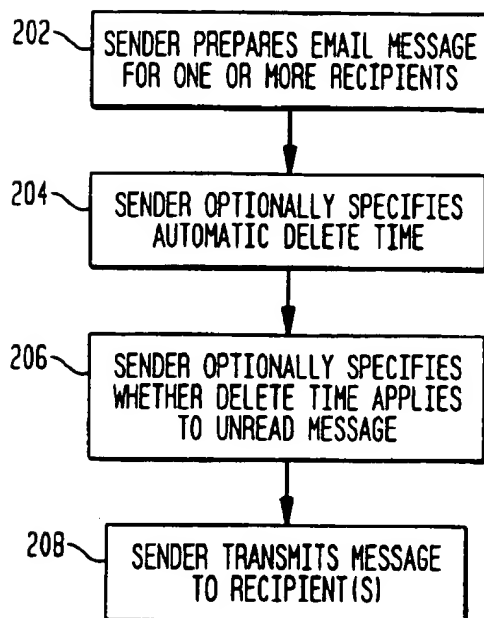 202
SENDER PREPARES EMAIL MESSAGE
FOR ONE OR MORE RECIPIENTS
204
SENDER OPTIONALLY SPECIFIES
AUTOMATIC DELETE TIME
206
SENDER OPTIONALLY SPECIFIES
WHETHER DELETE TIME APPLIES
TO UNREAD MESSAGE
208
SENDER TRANSMITS MESSAGE
TO RECIPIENT(S)